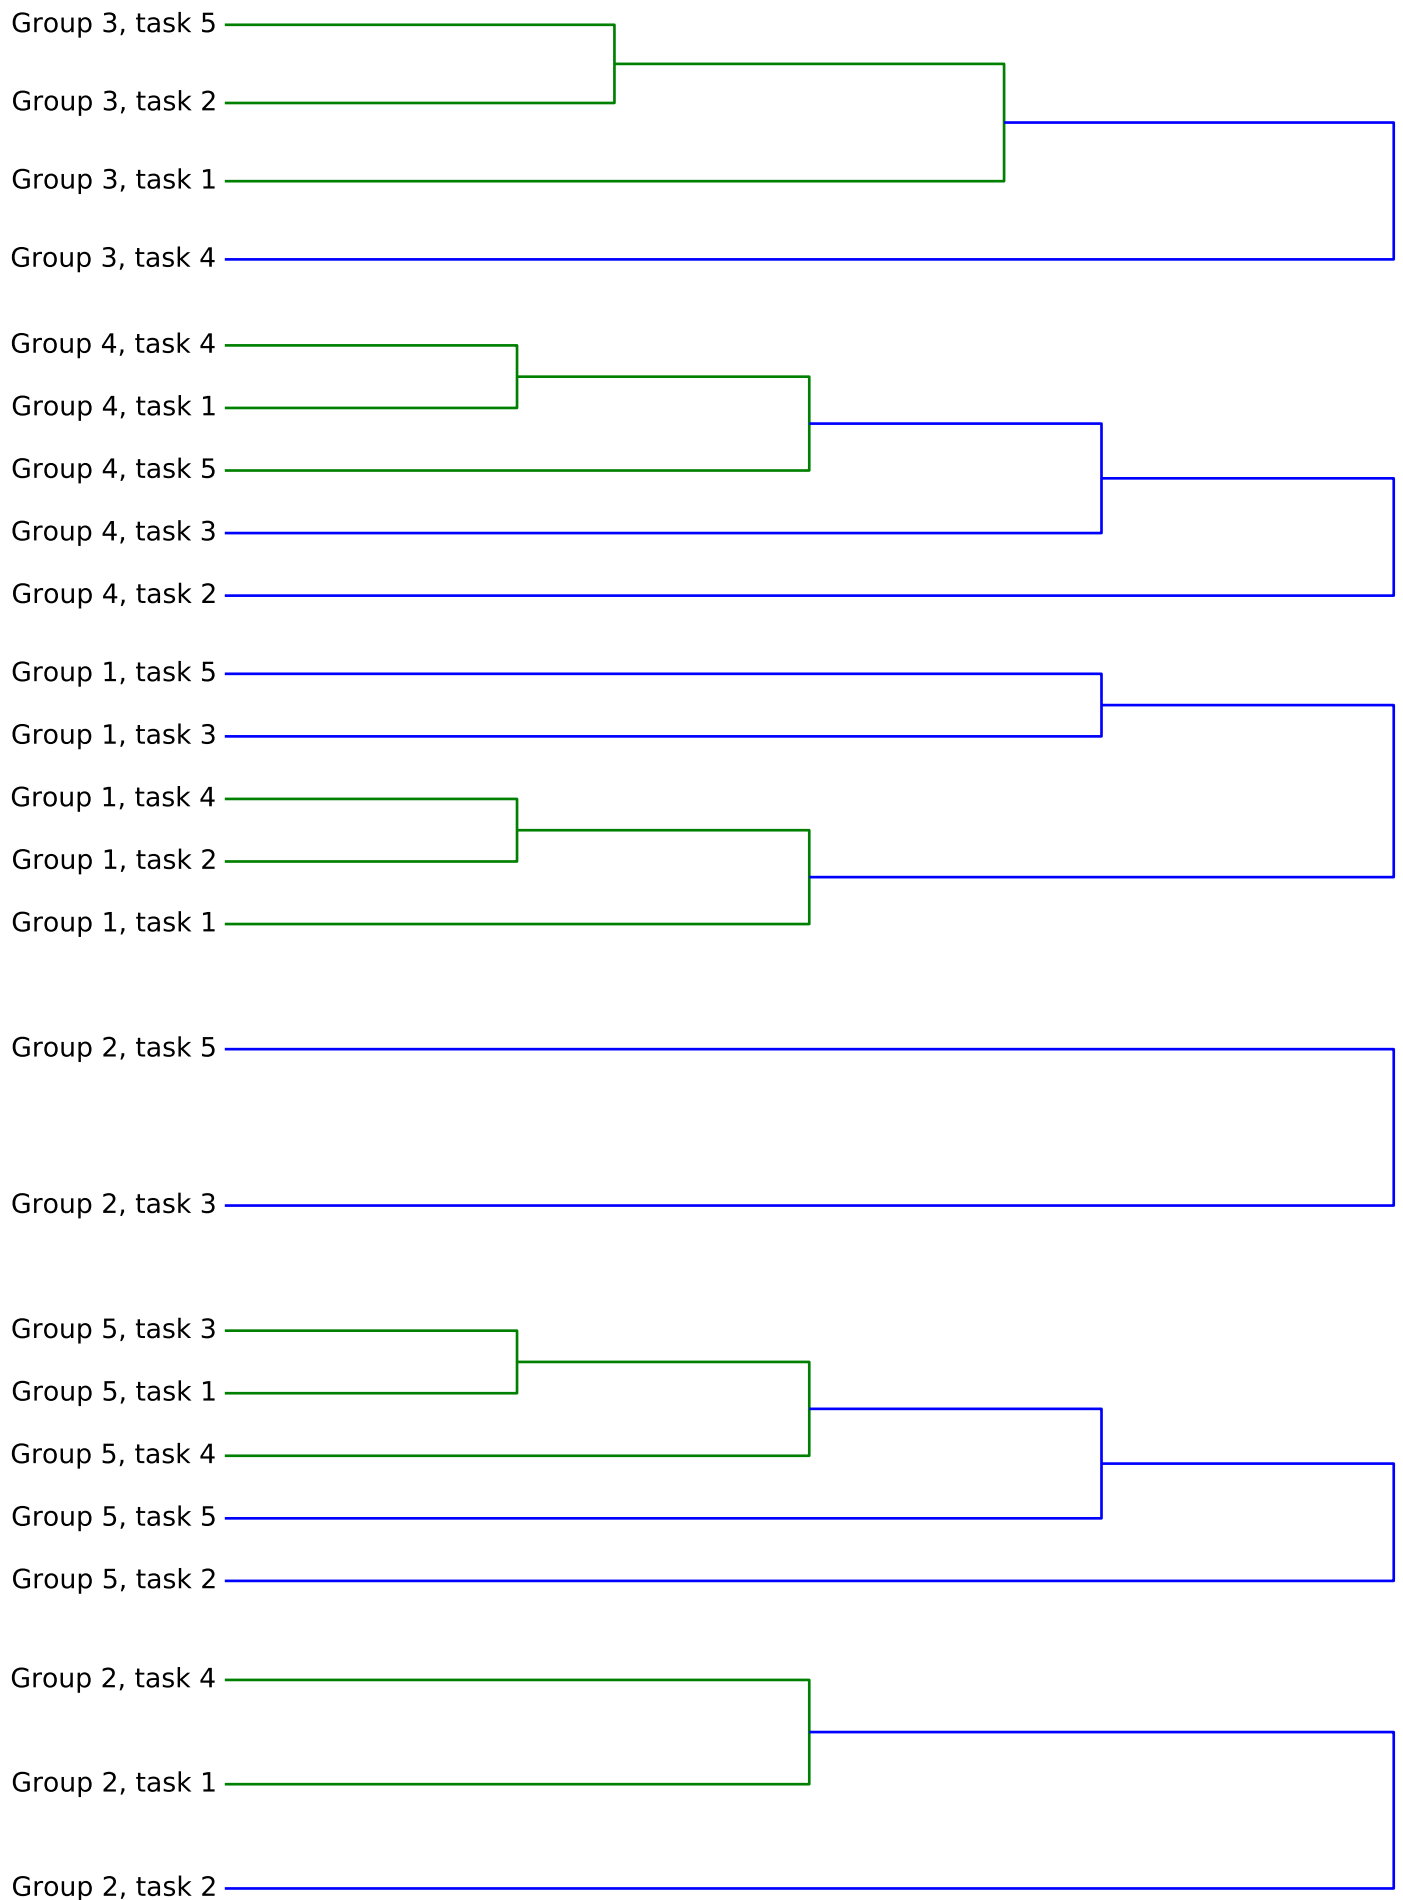 Group 3, task 5
Group 3, task 2
Group 3, task 1
Group 3, task 4
Group 4, task 4
Group 4, task 1
Group 4, task 5
Group 4, task 3
Group 4, task 2
Group 1, task 5
Group 1, task 3
Group 1, task 4
Group 1, task 2
Group 1, task 1
Group 2, task 5
Group 2, task 3
Group 5, task 3
Group 5, task 1
Group 5, task 4
Group 5, task 5
Group 5, task 2
Group 2, task 4
Group 2, task 1
Group 2, task 2